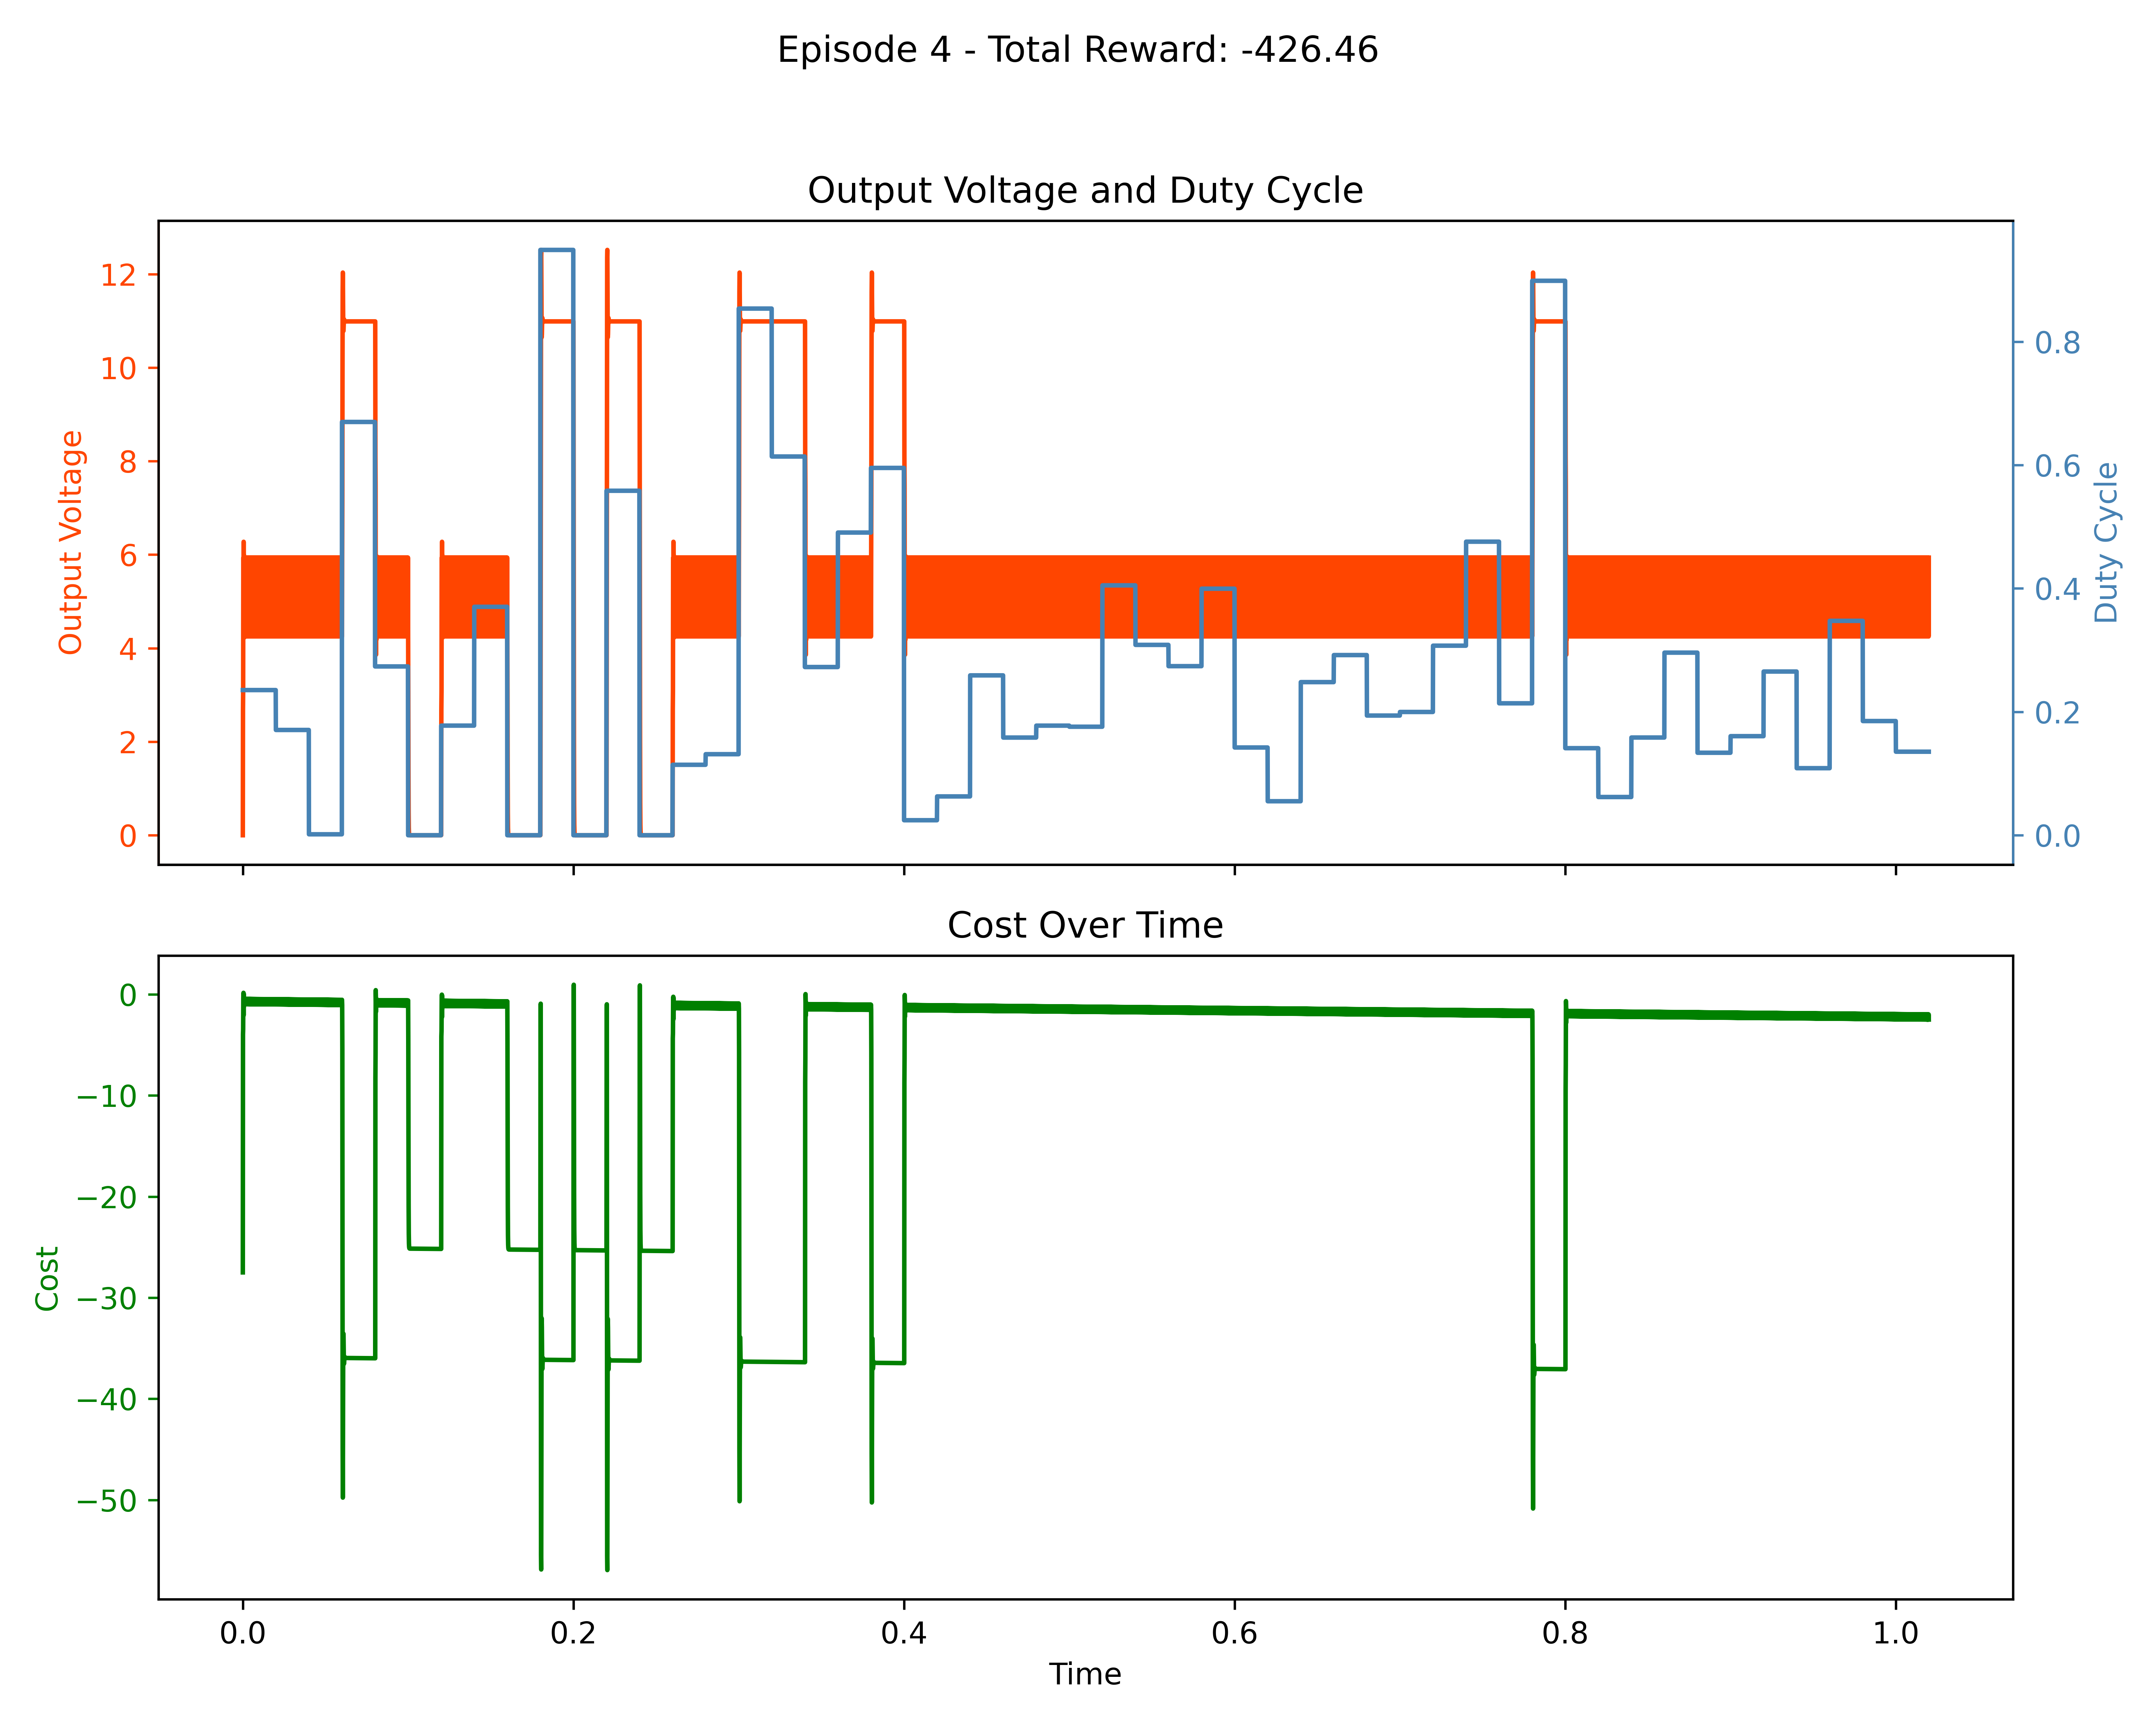 Episode 4 - Total Reward: -426.46
Output Voltage and Duty Cycle
Output Voltage
12
10
8
6
4
2
0
0.8
0.6
0.4
0.2
0.0
Duty Cycle
Cost Over Time
Cost
0
−10
−20
−30
−40
−50
0.0 0.2 0.4 0.6 0.8 1.0
Time